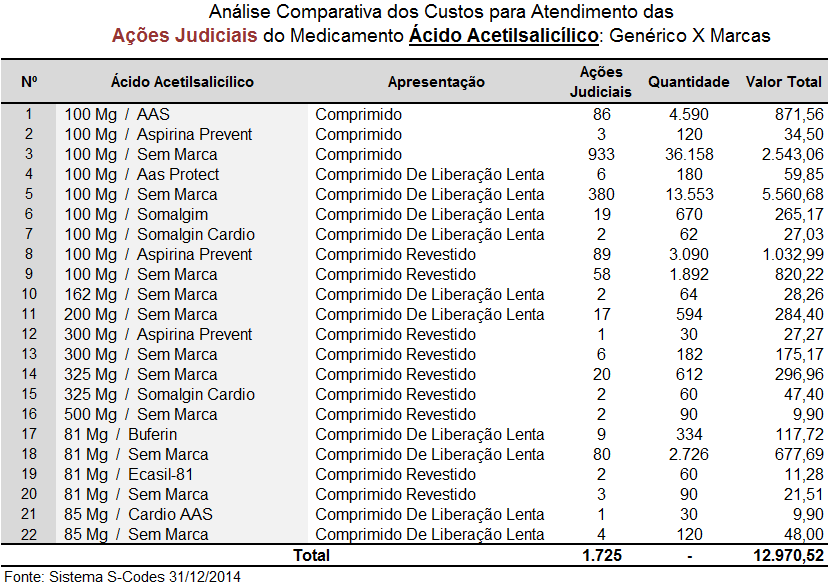 Análise Comparativa dos Custos para Atendimento das
Ações Judiciais do Medicamento Ácido Acetilsalicílico: Genérico X Marcas
Nº Ácido Acetilsalicílico Apresentação Ações Judiciais Quantidade Valor Total
1 100 Mg / AAS Comprimido 86 4.590 871,56
2 100 Mg / Aspirina Prevent Comprimido 3 120 34,50
3 100 Mg / Sem Marca Comprimido 933 36.158 2.543,06
4 100 Mg / Aas Protect Comprimido De Liberação Lenta 6 180 59,85
5 100 Mg / Sem Marca Comprimido De Liberação Lenta 380 13.553 5.560,68
6 100 Mg / Somalgim Comprimido De Liberação Lenta 19 670 265,17
7 100 Mg / Somalgin Cardio Comprimido De Liberação Lenta 2 62 27,03
8 100 Mg / Aspirina Prevent Comprimido Revestido 89 3.090 1.032,99
9 100 Mg / Sem Marca Comprimido Revestido 58 1.892 820,22
10 162 Mg / Sem Marca Comprimido De Liberação Lenta 2 64 28,26
11 200 Mg / Sem Marca Comprimido De Liberação Lenta 17 594 284,40
12 300 Mg / Aspirina Prevent Comprimido Revestido 1 30 27,27
13 300 Mg / Sem Marca Comprimido Revestido 6 182 175,17
14 325 Mg / Sem Marca Comprimido Revestido 20 612 296,96
15 325 Mg / Somalgin Cardio Comprimido Revestido 2 60 47,40
16 500 Mg / Sem Marca Comprimido Revestido 2 90 9,90
17 81 Mg / Buferin Comprimido De Liberação Lenta 9 334 117,72
18 81 Mg / Sem Marca Comprimido De Liberação Lenta 80 2.726 677,69
19 81 Mg / Ecasil-81 Comprimido Revestido 2 60 11,28
20 81 Mg / Sem Marca Comprimido Revestido 3 90 21,51
21 85 Mg / Cardio AAS Comprimido De Liberação Lenta 1 30 9,90
22 85 Mg / Sem Marca Comprimido De Liberação Lenta 4 120 48,00
Total 1.725 - 12.970,52
Fonte: Sistema S-Codes 31/12/2014